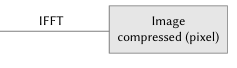 IFFT
Image
compressed (pixel)